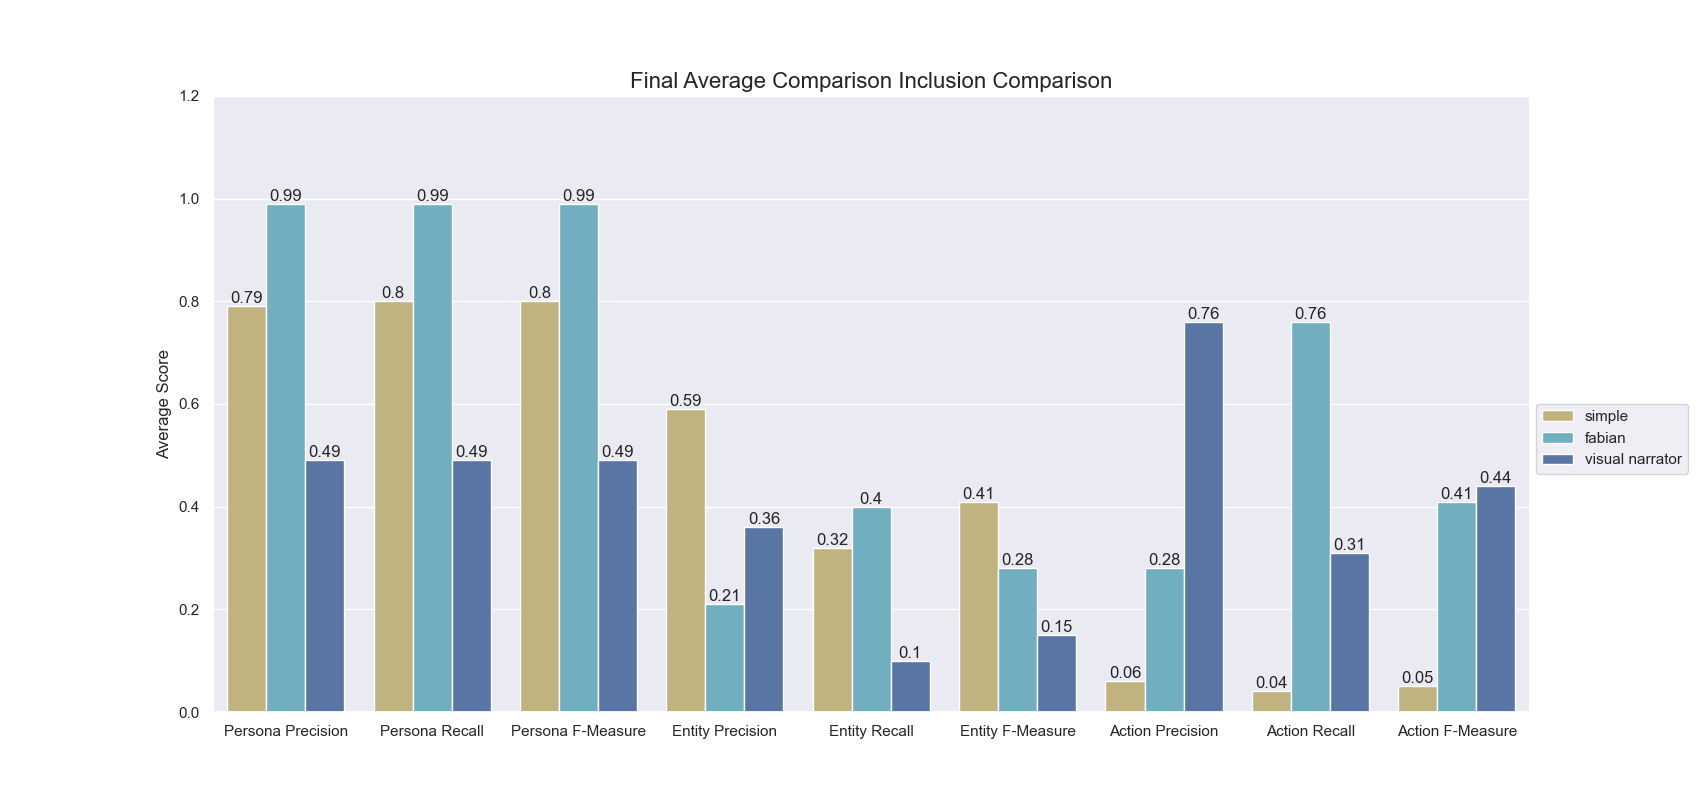 Final Average Comparison Inclusion Comparison
1.2
1.0
0.8
0.6
0.4
0.2
0.0
Average Score
0.79 0.99 0.49
0.8 0.99 0.49
0.8 0.99 0.49
0.59 0.21 0.36
0.32 0.4 0.1
0.41 0.28 0.15
0.06 0.28 0.76
0.04 0.76 0.31
0.05 0.41 0.44
Persona Precision Persona Recall Persona F-Measure Entity Precision Entity Recall Entity F-Measure Action Precision Action Recall Action F-Measure
simple
fabian
visual narrator